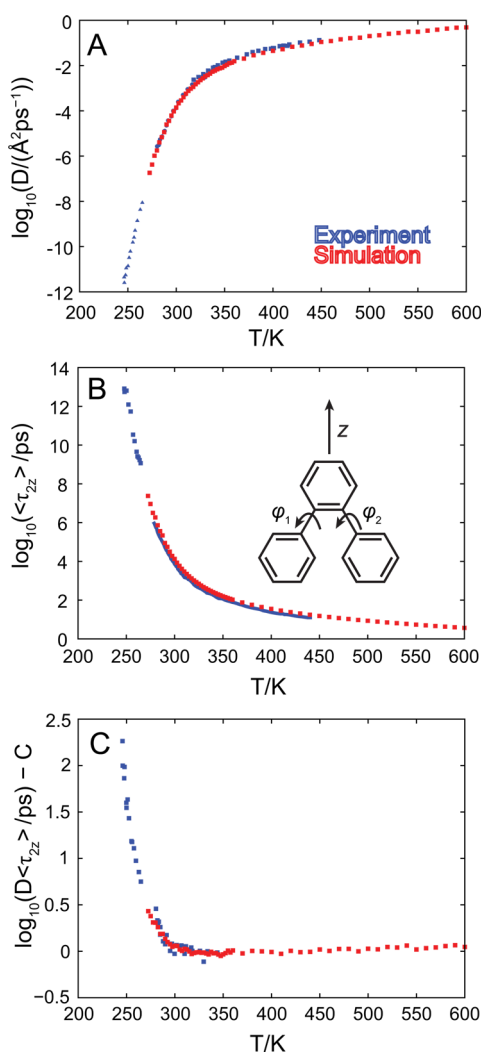 A
log₁₀(D/(Å²ps⁻¹))
0
−2
−4
−6
−8
−10
−12
Experiment
Simulation
200 250 300 350 400 450 500 550 600
T/K
B
log₁₀(<τ₂z>/ps)
14
12
10
8
6
4
2
0
z
φ₁ φ₂
200 250 300 350 400 450 500 550 600
T/K
C
log₁₀(D<τ₂z>/ps) − C
2.5
2
1.5
1
0.5
0
−0.5
200 250 300 350 400 450 500 550 600
T/K